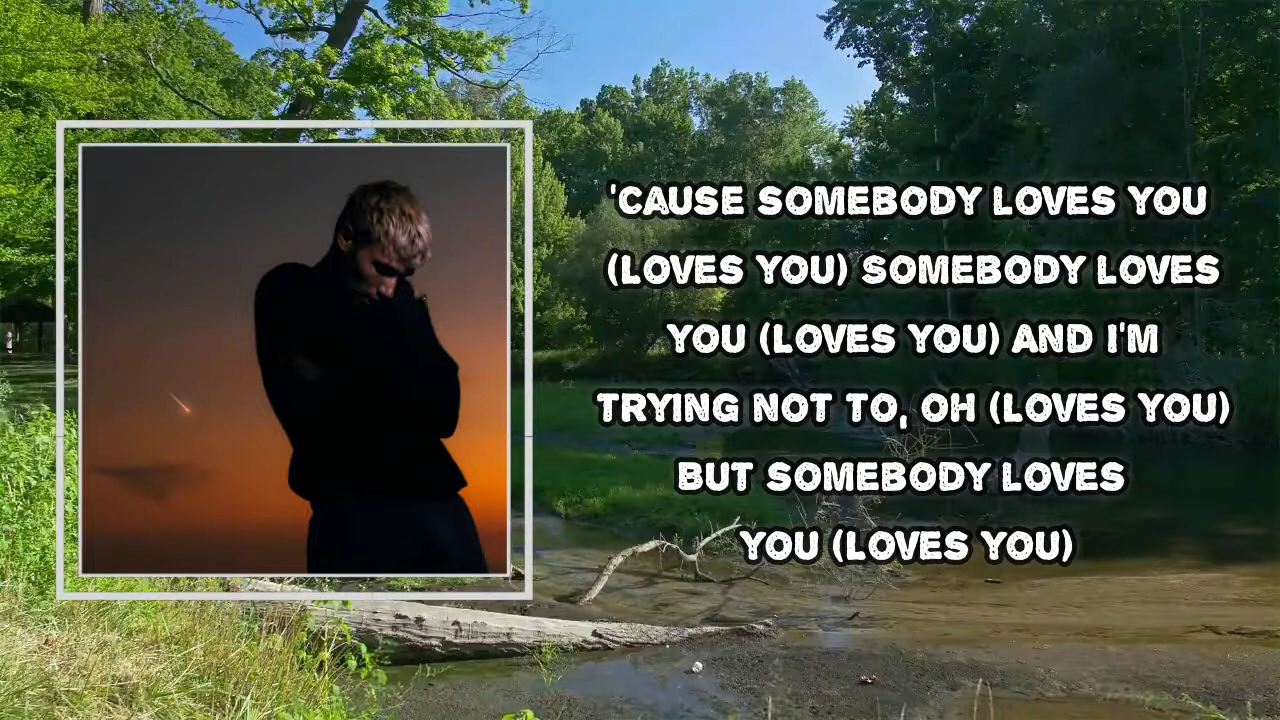 'CAUSE SOMEBODY LOVES YOU
(LOVES YOU) SOMEBODY LOVES
YOU (LOVES YOU) AND I'M
TRYING NOT TO, OH (LOVES YOU)
BUT SOMEBODY LOVES
YOU (LOVES YOU)